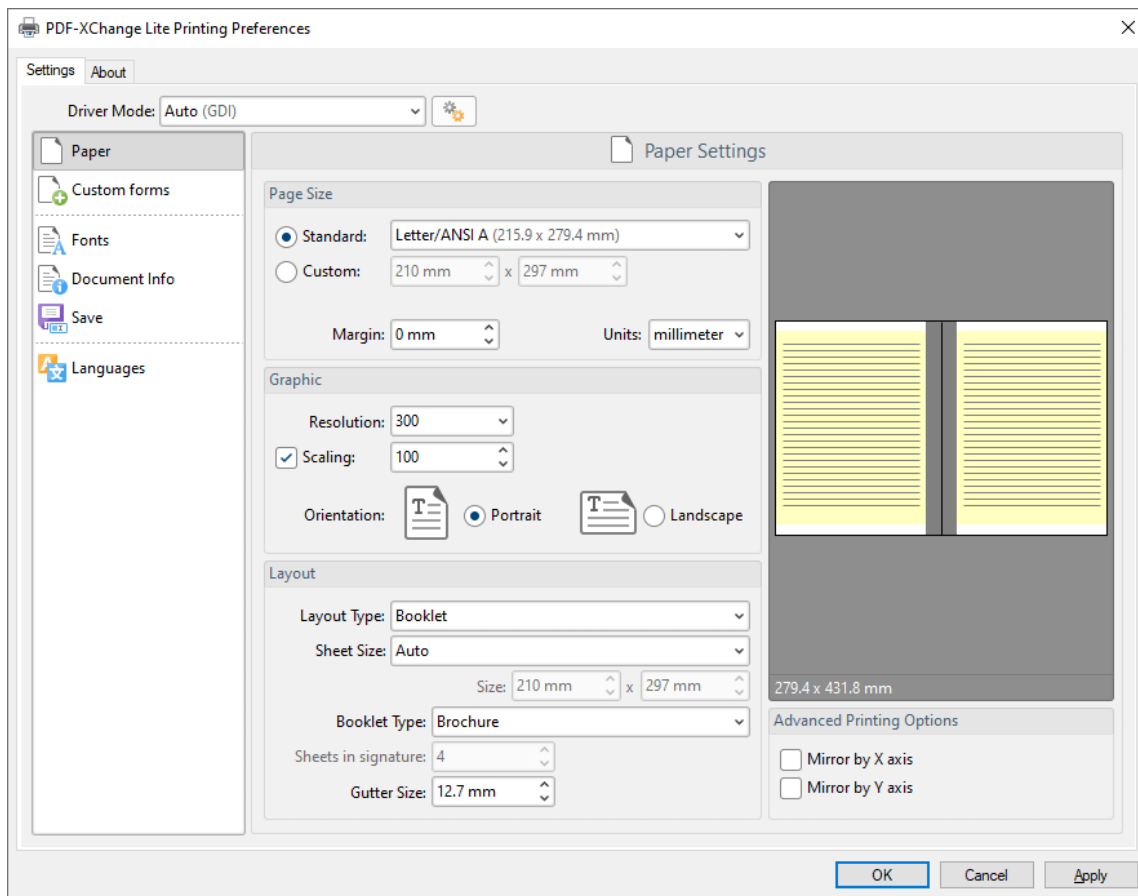 PDF-XChange Lite Printing Preferences
Settings About
Driver Mode: Auto (GDI)
Paper
Custom forms
Fonts
Document Info
Save
Languages
Paper Settings
Page Size
Standard: Letter/ANSI A (215.9 x 279.4 mm)
Custom: 210 mm x 297 mm
Margin: 0 mm Units: millimeter
Graphic
Resolution: 300
Scaling: 100
Orientation: T Portrait T Landscape
Layout
Layout Type: Booklet
Sheet Size: Auto
Size: 210 mm x 297 mm
Booklet Type: Brochure
Sheets in signature: 4
Gutter Size: 12.7 mm
279.4 x 431.8 mm
Advanced Printing Options
Mirror by X axis
Mirror by Y axis
OK Cancel Apply